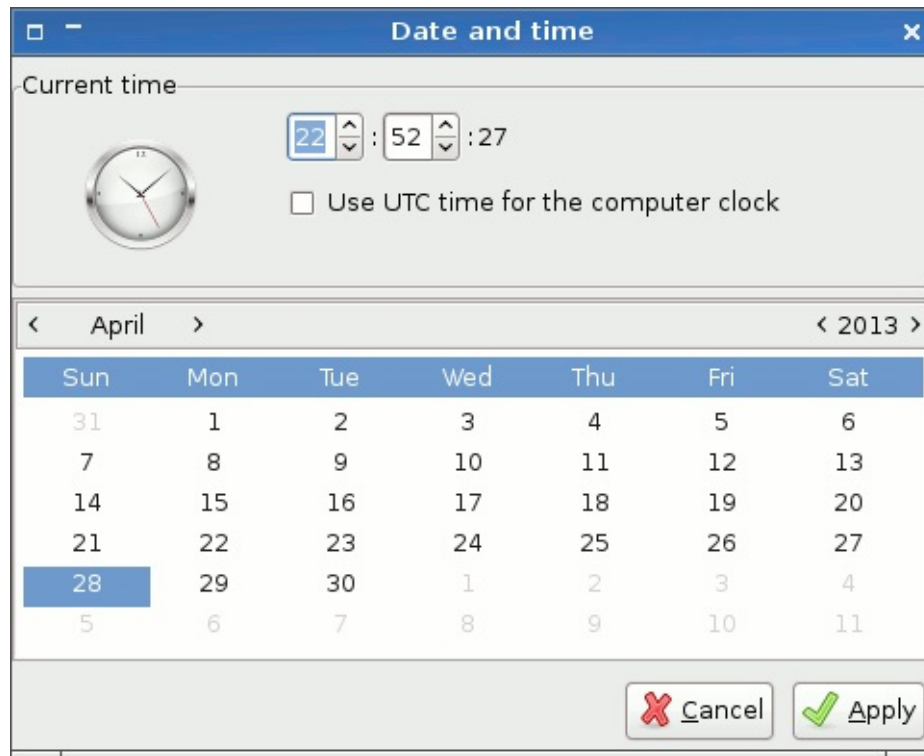 Date and time
Current time
22 : 52 : 27
Use UTC time for the computer clock
< April > < 2013 >
Sun Mon Tue Wed Thu Fri Sat
31 1 2 3 4 5 6
7 8 9 10 11 12 13
14 15 16 17 18 19 20
21 22 23 24 25 26 27
28 29 30 1 2 3 4
5 6 7 8 9 10 11
Cancel Apply